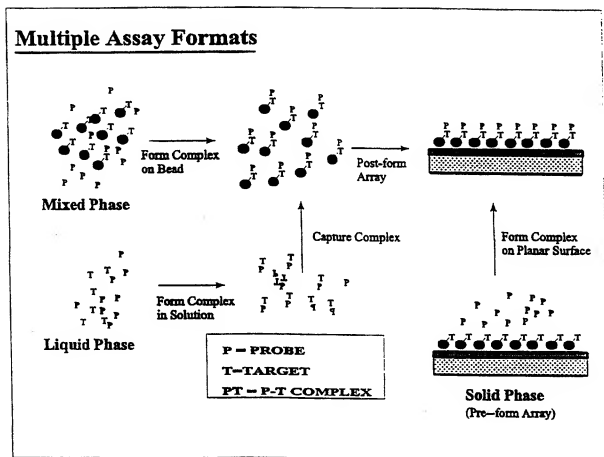 Multiple Assay Formats
Form Complex
on Bead
Post-form
Array
Mixed Phase
Capture Complex
Form Complex
on Planar Surface
Form Complex
in Solution
Liquid Phase
P = PROBE
T=TARGET
PT = P-T COMPLEX
Solid Phase
(Pre-form Array)